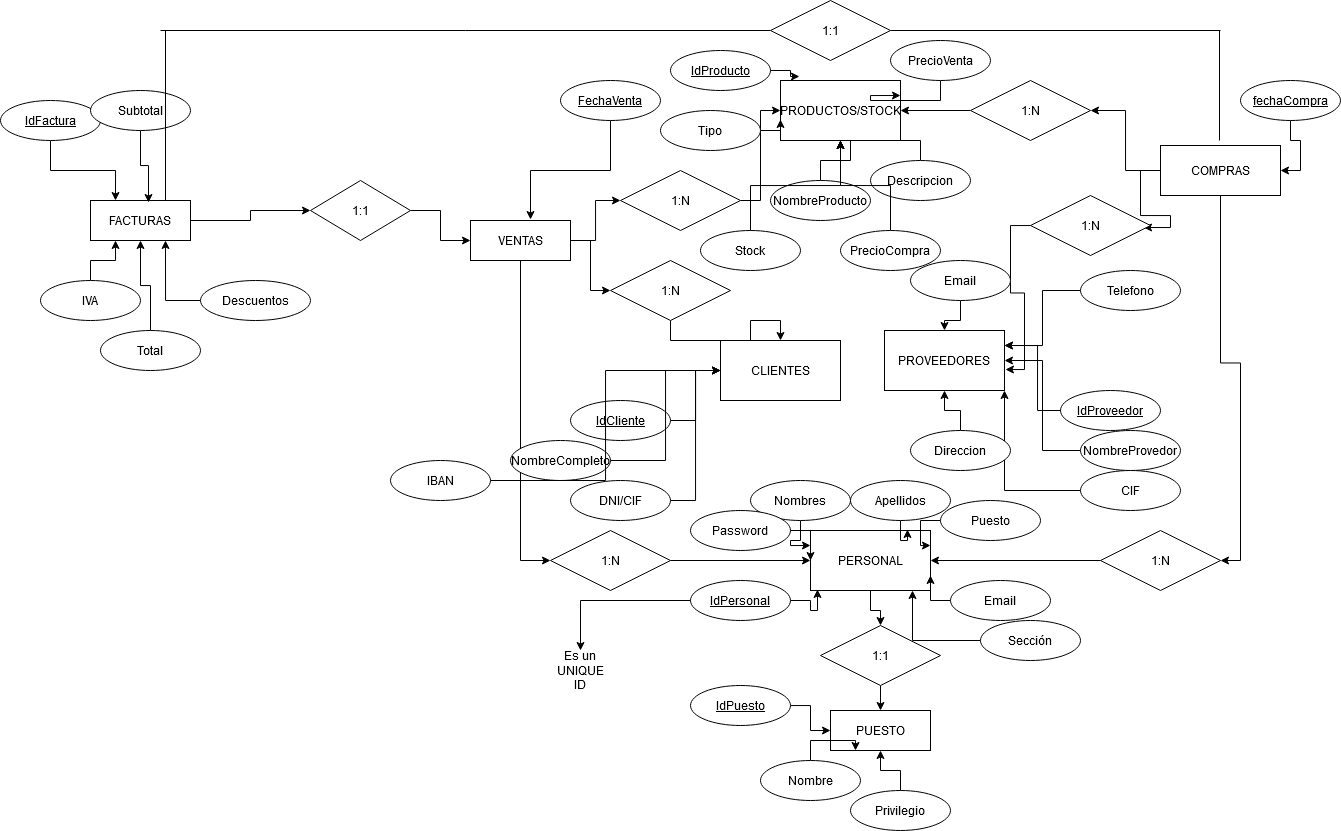 1:1
PrecioVenta
IdProducto
FechaVenta
fechaCompra
Subtotal
IdFactura
PRODUCTOS/STOCK
1:N
Tipo
COMPRAS
Descripcion
NombreProducto
1:N
1:1
FACTURAS
1:N
VENTAS
Stock
PrecioCompra
Email
Telefono
1:N
IVA
Descuentos
Total
PROVEEDORES
CLIENTES
IdProveedor
IdCliente
Direccion
NombreProvedor
NombreCompleto
IBAN
CIF
DNI/CIF
Nombres
Apellidos
Puesto
Password
1:N
PERSONAL
1:N
IdPersonal
Email
Sección
Es un
UNIQUE
ID
1:1
IdPuesto
PUESTO
Nombre
Privilegio